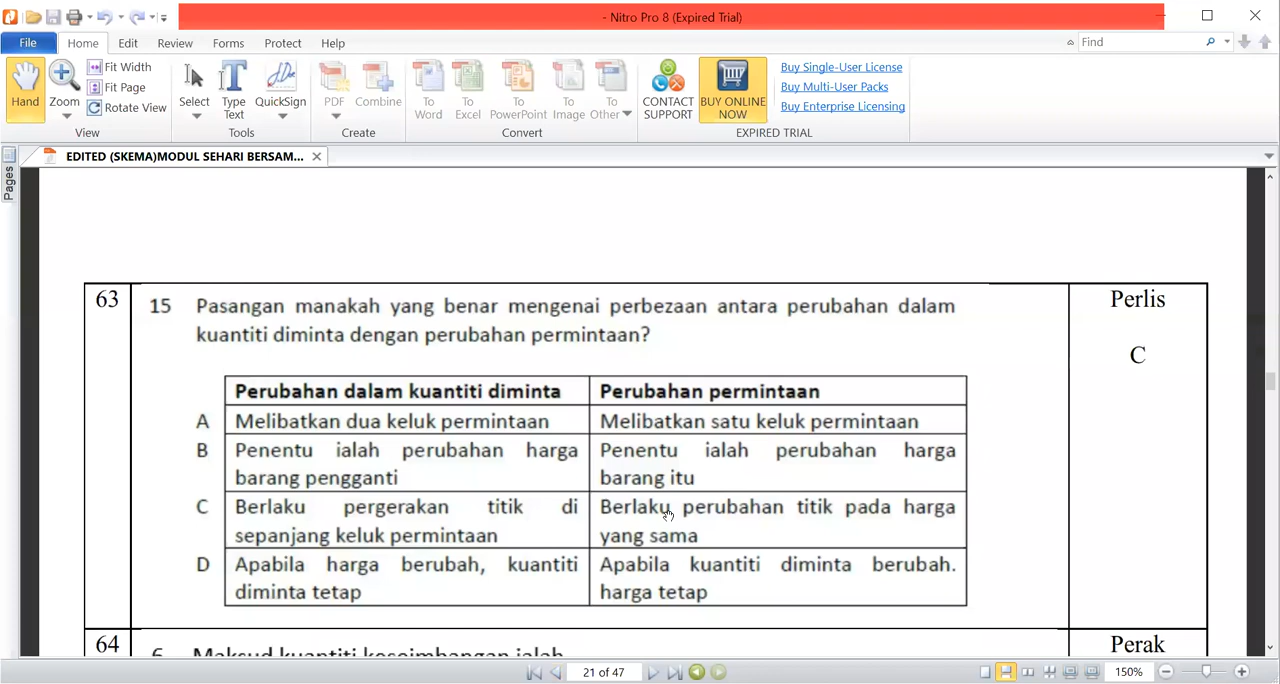 - Nitro Pro 8 (Expired Trial)
File Home Edit Review Forms Protect Help
Find
Hand Zoom
Fit Width
Fit Page
Rotate View
Select Type Text QuickSign
PDF Combine
To Word To Excel To PowerPoint To Image To Other
CONTACT SUPPORT BUY ONLINE NOW
Buy Single-User License
Buy Multi-User Packs
Buy Enterprise Licensing
View Tools Create Convert EXPIRED TRIAL
EDITED (SKEMA)MODUL SEHARI BERSAM...
Pages
63
15 Pasangan manakah yang benar mengenai perbezaan antara perubahan dalam
kuantiti diminta dengan perubahan permintaan?
Perlis
C
Perubahan dalam kuantiti diminta Perubahan permintaan
A Melibatkan dua keluk permintaan Melibatkan satu keluk permintaan
B Penentu ialah perubahan harga Penentu ialah perubahan harga
barang pengganti barang itu
C Berlaku pergerakan titik di Berlaku perubahan titik pada harga
sepanjang keluk permintaan yang sama
D Apabila harga berubah, kuantiti Apabila kuantiti diminta berubah.
diminta tetap harga tetap
64 6 Maksud kuantiti keseimbangan ialah Perak
21 of 47
150%